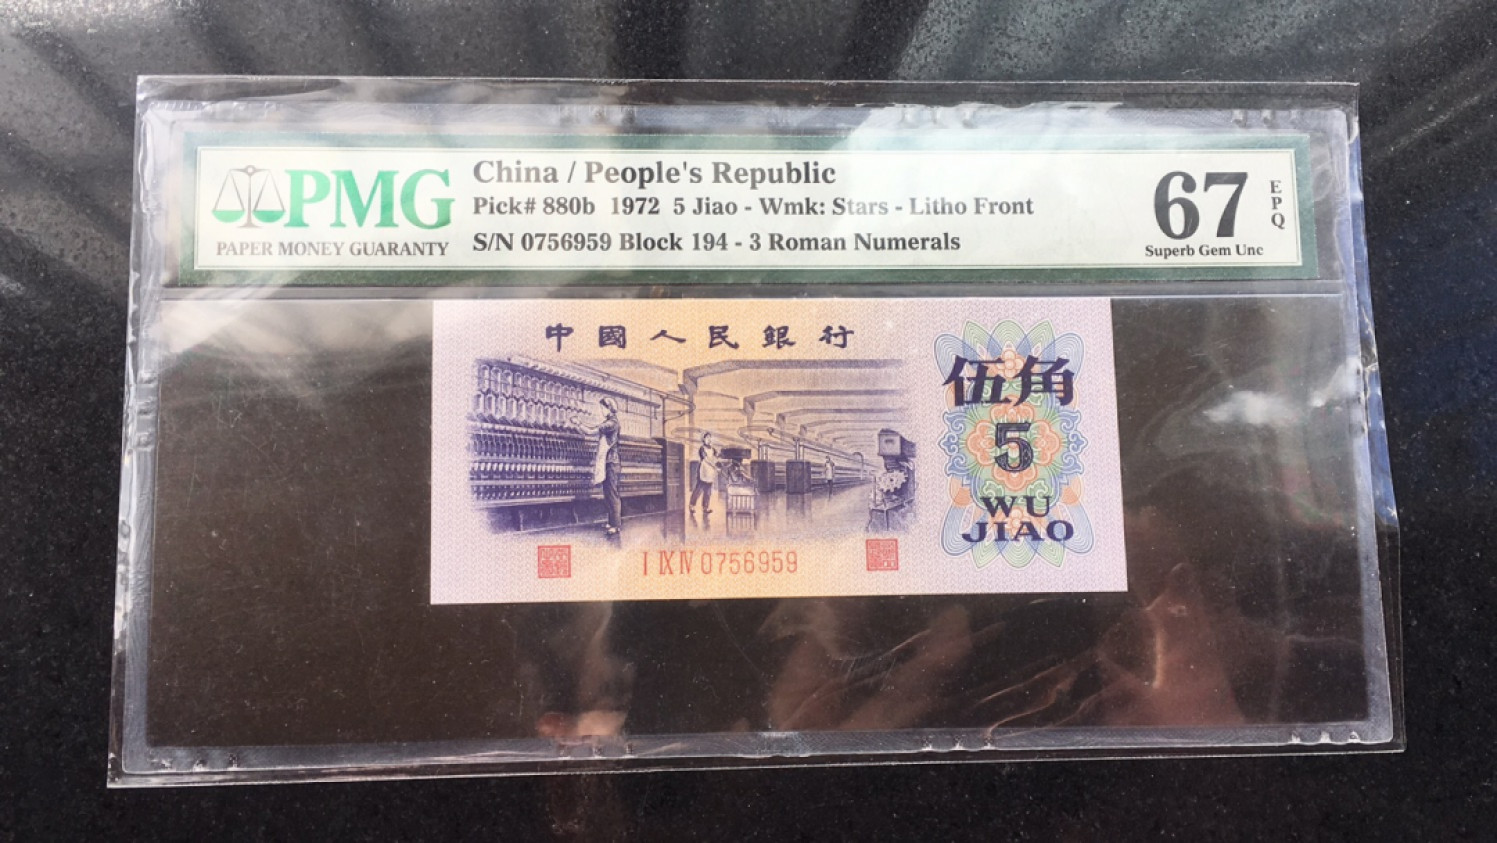 PMG
PAPER MONEY GUARANTY
China / People's Republic
Pick# 880b 1972 5 Jiao - Wmk: Stars - Litho Front
S/N 0756959 Block 194 - 3 Roman Numerals
67
EPQ
Superb Gem Unc
中國人民銀行
伍角
5
WU
JIAO
I IX IV 0756959